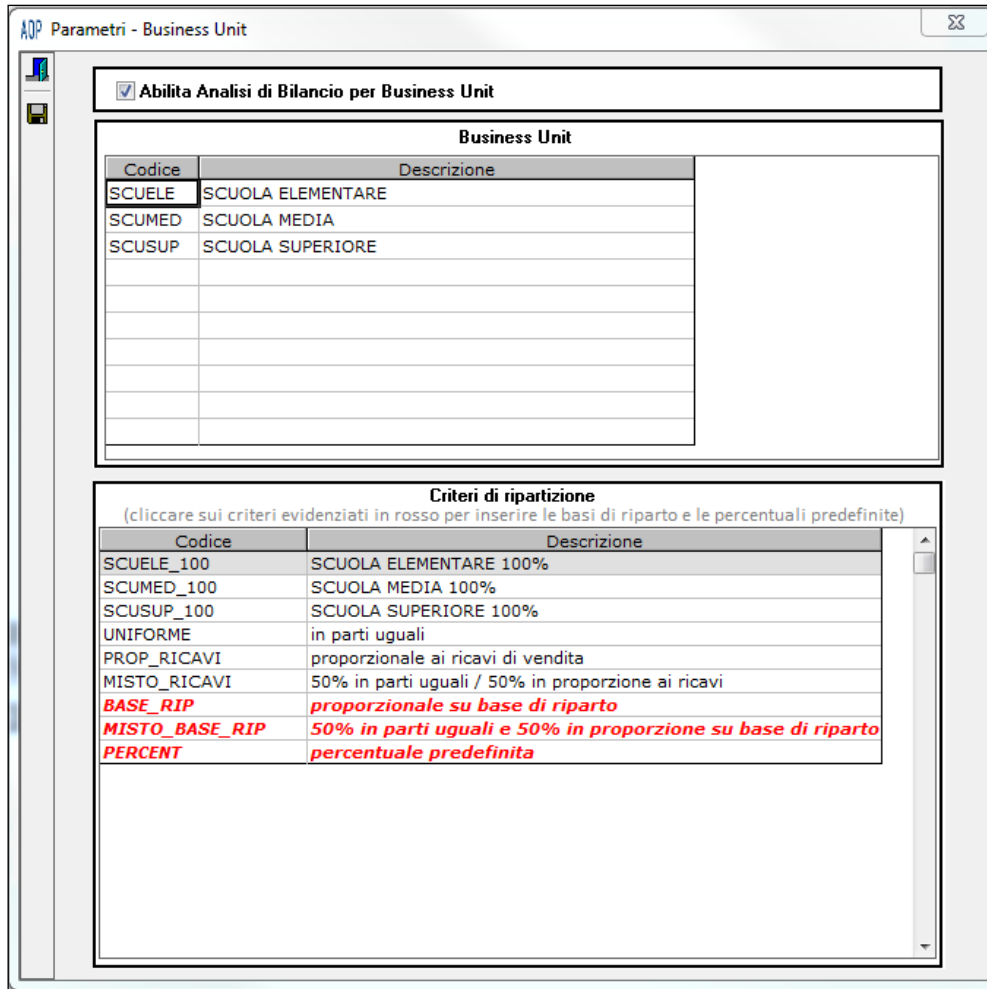 AOP Parametri - Business Unit
Abilita Analisi di Bilancio per Business Unit
Business Unit
Codice Descrizione
SCUELE SCUOLA ELEMENTARE
SCUMED SCUOLA MEDIA
SCUSUP SCUOLA SUPERIORE
Criteri di ripartizione
(cliccare sui criteri evidenziati in rosso per inserire le basi di riparto e le percentuali predefinite)
Codice Descrizione
SCUELE_100 SCUOLA ELEMENTARE 100%
SCUMED_100 SCUOLA MEDIA 100%
SCUSUP_100 SCUOLA SUPERIORE 100%
UNIFORME in parti uguali
PROP_RICAVI proporzionale ai ricavi di vendita
MISTO_RICAVI 50% in parti uguali / 50% in proporzione ai ricavi
BASE_RIP proporzionale su base di riparto
MISTO_BASE_RIP 50% in parti uguali e 50% in proporzione su base di riparto
PERCENT percentuale predefinita